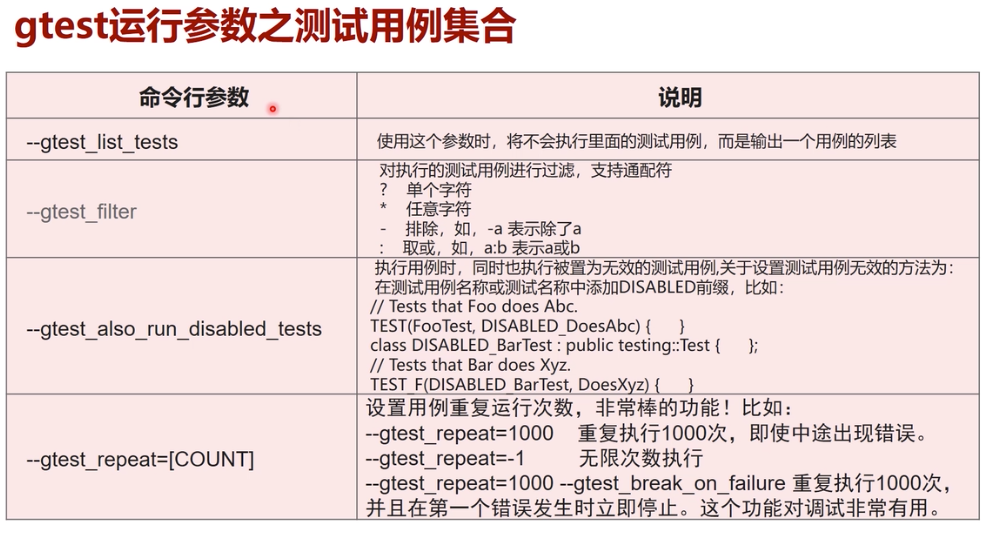 gtest运行参数之测试用例集合
命令行参数
说明
--gtest_list_tests
使用这个参数时，将不会执行里面的测试用例，而是输出一个用例的列表
--gtest_filter
对执行的测试用例进行过滤，支持通配符
? 单个字符
* 任意字符
- 排除，如，-a 表示除了a
: 取或，如，a:b 表示a或b
--gtest_also_run_disabled_tests
执行用例时，同时也执行被置为无效的测试用例,关于设置测试用例无效的方法为：
在测试用例名称或测试名称中添加DISABLED前缀，比如：
// Tests that Foo does Abc.
TEST(FooTest, DISABLED_DoesAbc) { }
class DISABLED_BarTest : public testing::Test { };
// Tests that Bar does Xyz.
TEST_F(DISABLED_BarTest, DoesXyz) { }
--gtest_repeat=[COUNT]
设置用例重复运行次数，非常棒的功能！比如：
--gtest_repeat=1000 重复执行1000次，即使中途出现错误。
--gtest_repeat=-1 无限次数执行
--gtest_repeat=1000 --gtest_break_on_failure 重复执行1000次，
并且在第一个错误发生时立即停止。这个功能对调试非常有用。